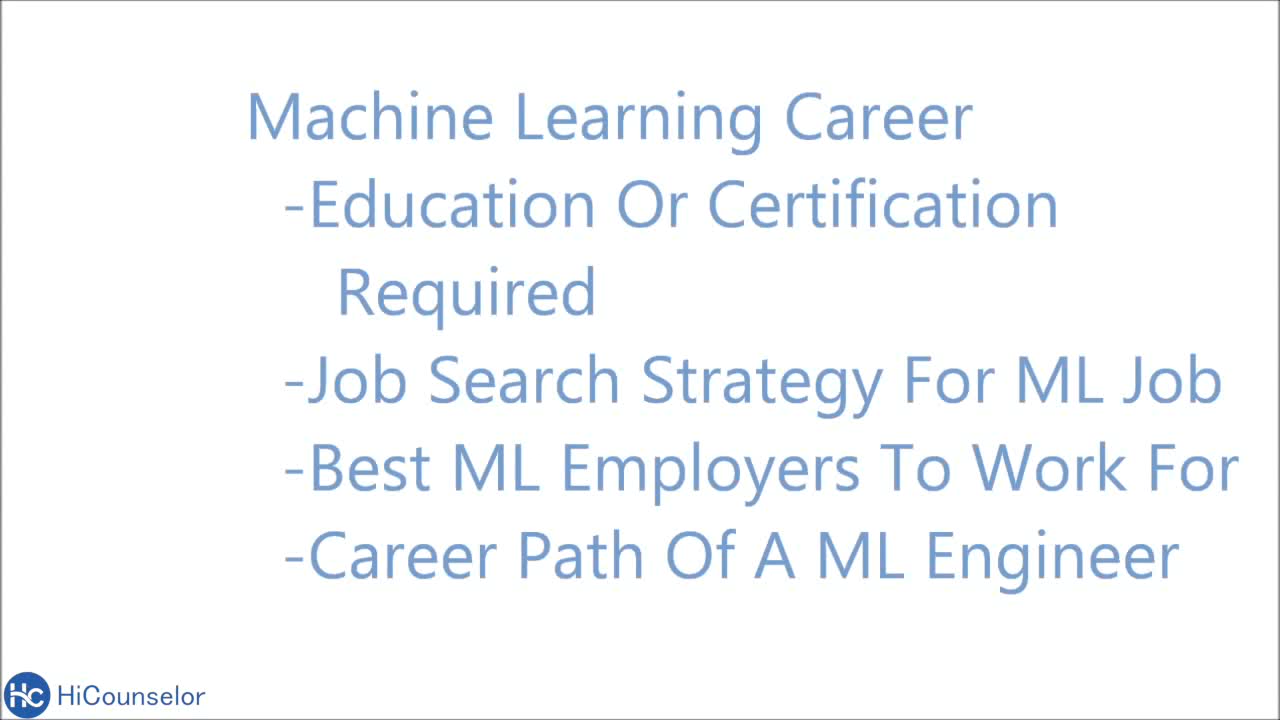 Machine Learning Career
-Education Or Certification
Required
-Job Search Strategy For ML Job
-Best ML Employers To Work For
-Career Path Of A ML Engineer
HC HiCounselor